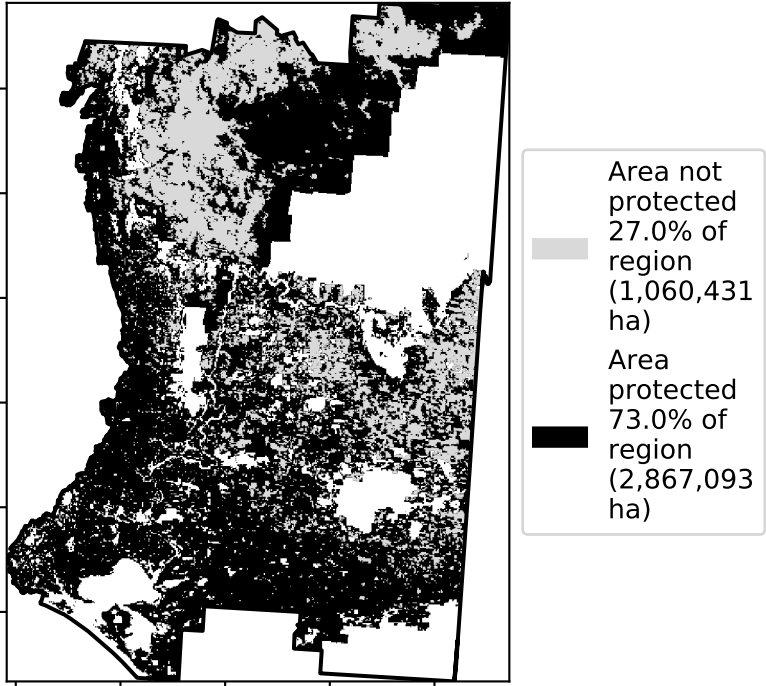 Area not
protected
27.0% of
region
(1,060,431
ha)
Area
protected
73.0% of
region
(2,867,093
ha)